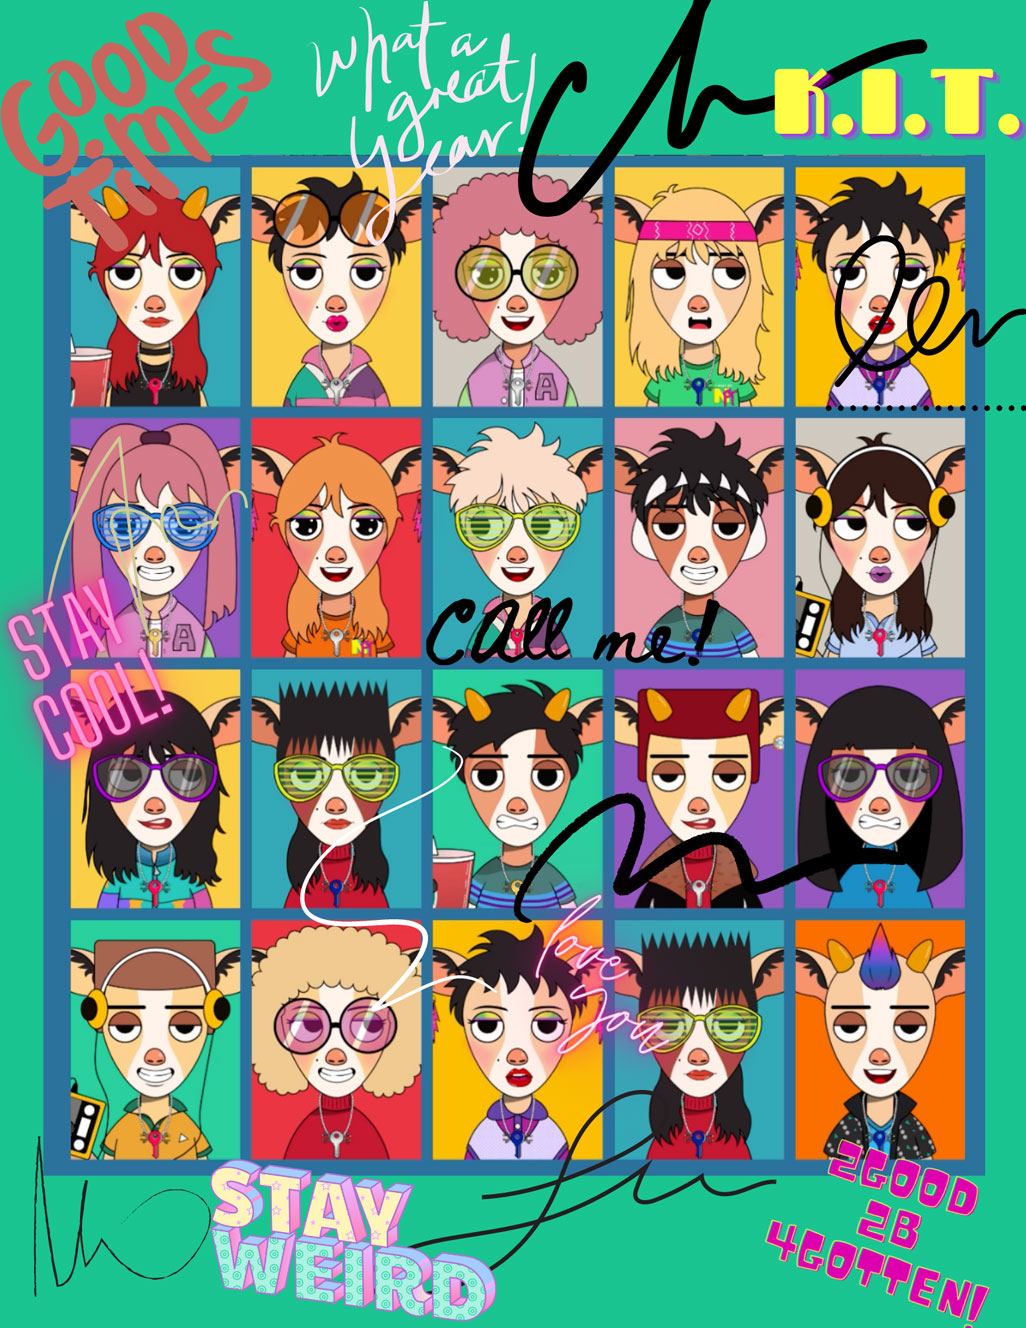 GOOD
TiMES
what a
great
year!
K.I.T.
A
A
STAY
COOL!
CAll me!
love
you
STAY
WEIRD
2GOOD
2B
4GOTTEN!